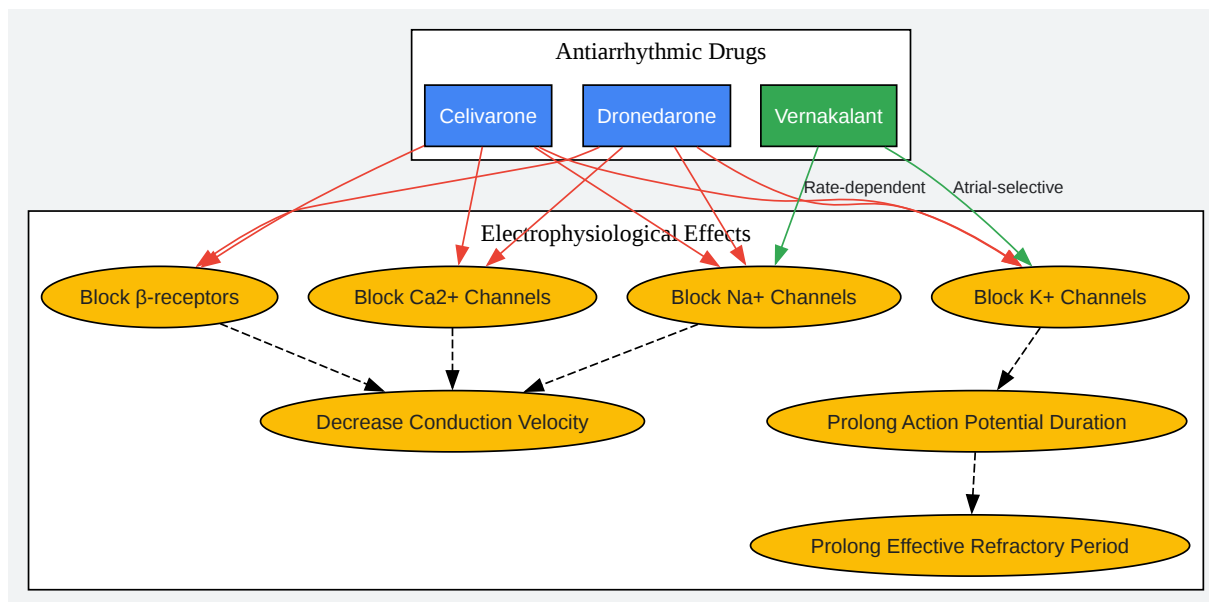 Antiarrhythmic Drugs
Celivarone
Dronedarone
Vernakalant
Rate-dependent
Atrial-selective
Electrophysiological Effects
Block β-receptors
Block Ca2+ Channels
Block Na+ Channels
Block K+ Channels
Decrease Conduction Velocity
Prolong Action Potential Duration
Prolong Effective Refractory Period